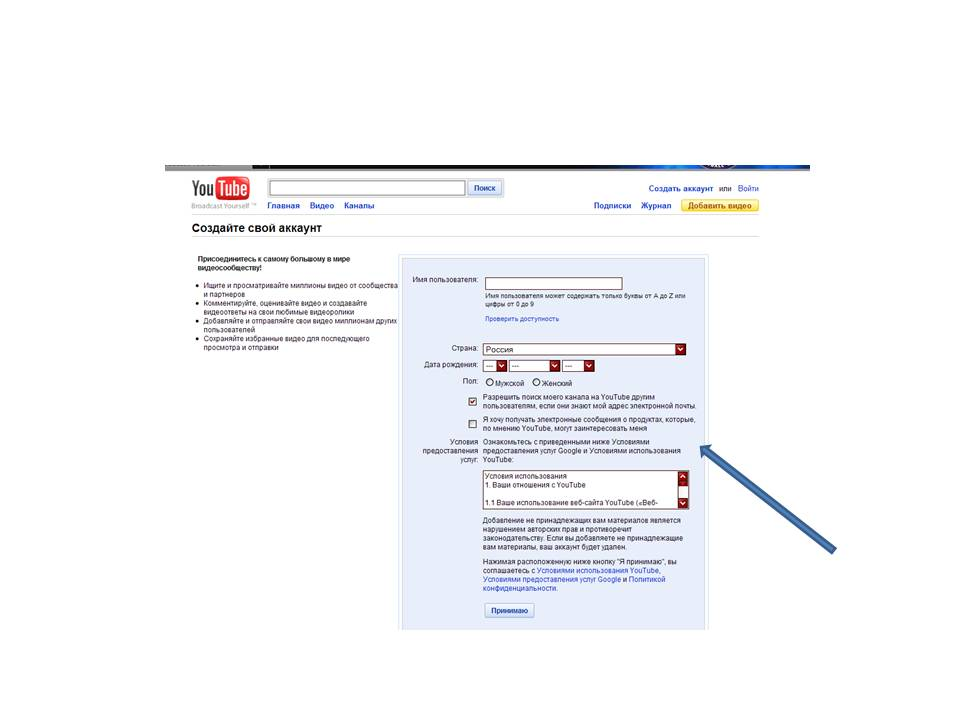 YouTube
Broadcast Yourself ™
Поиск
Создать аккаунт или Войти
Главная Видео Каналы
Подписки Журнал Добавить видео
Создайте свой аккаунт
Присоединитесь к самому большому в мире
видеосообществу!
Ищите и просматривайте миллионы видео от сообщества
и партнеров
Комментируйте, оценивайте видео и создавайте
видеоответы на свои любимые видеоролики
Добавляйте и отправляйте свои видео миллионам других
пользователей
Сохраняйте избранные видео для последующего
просмотра и отправки
Имя пользователя:
Имя пользователя может содержать только буквы от A до Z или
цифры от 0 до 9
Проверить доступность
Страна: Россия
Дата рождения: --- --- ---
Пол: Мужской Женский
Разрешить поиск моего канала на YouTube другим
пользователям, если они знают мой адрес электронной почты.
Я хочу получать электронные сообщения о продуктах, которые,
по мнению YouTube, могут заинтересовать меня
Условия
предоставления
услуг:
Ознакомьтесь с приведенными ниже Условиями
предоставления услуг Google и Условиями использования
YouTube:
Условия использования
1. Ваши отношения с YouTube
1.1 Ваше использование веб-сайта YouTube («Веб-
Добавление не принадлежащих вам материалов является
нарушением авторских прав и противоречит
законодательству. Если вы добавляете не принадлежащие
вам материалы, ваш аккаунт будет удален.
Нажимая расположенную ниже кнопку "Я принимаю", вы
соглашаетесь с Условиями использования YouTube,
Условиями предоставления услуг Google и Политикой
конфиденциальности.
Принимаю